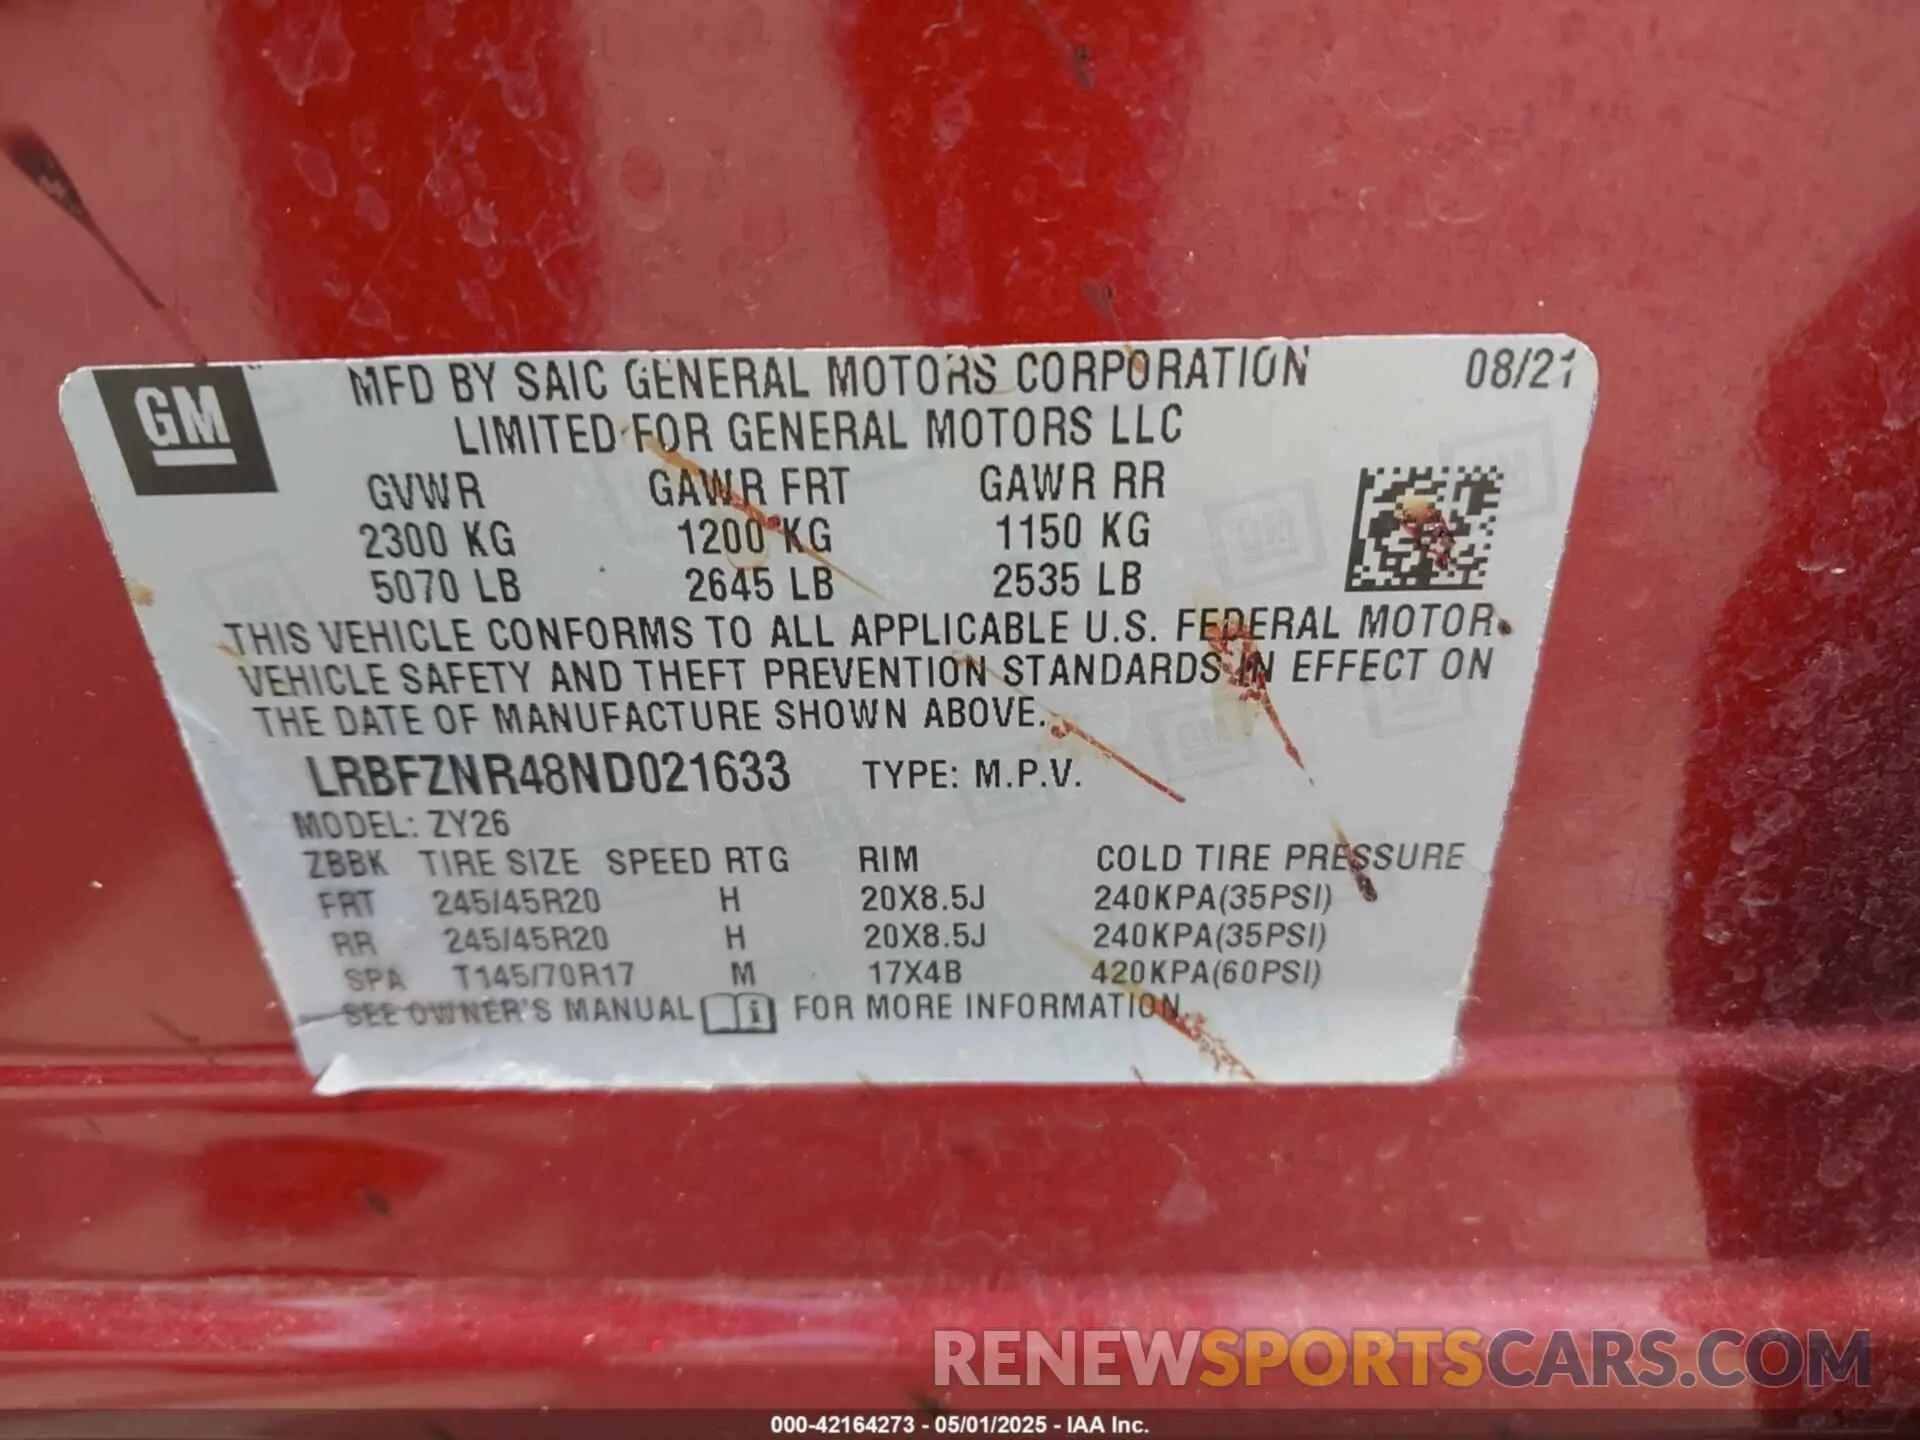 GM
MFD BY SAIC GENERAL MOTORS CORPORATION 08/21
LIMITED FOR GENERAL MOTORS LLC
GVWR GAWR FRT GAWR RR
2300 KG 1200 KG 1150 KG
5070 LB 2645 LB 2535 LB
THIS VEHICLE CONFORMS TO ALL APPLICABLE U.S. FEDERAL MOTOR
VEHICLE SAFETY AND THEFT PREVENTION STANDARDS IN EFFECT ON
THE DATE OF MANUFACTURE SHOWN ABOVE.
LRBFZNR48ND021633 TYPE: M.P.V.
MODEL: ZY26
ZBBK TIRE SIZE SPEED RTG RIM COLD TIRE PRESSURE
FRT 245/45R20 H 20X8.5J 240KPA(35PSI)
RR 245/45R20 H 20X8.5J 240KPA(35PSI)
SPA T145/70R17 M 17X4B 420KPA(60PSI)
SEE OWNER'S MANUAL i FOR MORE INFORMATION.
RENEWSPORTSCARS.COM
000-42164273 - 05/01/2025 - IAA Inc.